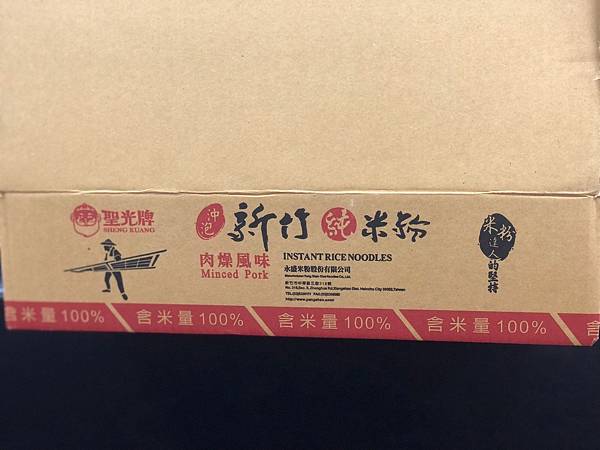 聖光牌
SHENG KUANG
沖泡
新竹純米粉
肉燥風味
Minced Pork
INSTANT RICE NOODLES
永盛米粉股份有限公司
米粉
達人
的堅持
含米量100% 含米量100% 含米量100% 含米量100% 含